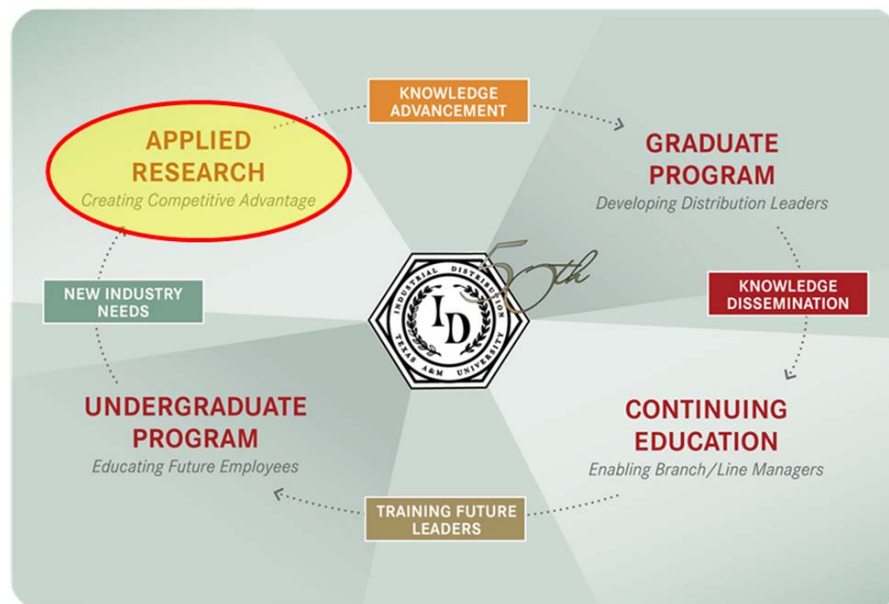 KNOWLEDGE
ADVANCEMENT
APPLIED
RESEARCH
Creating Competitive Advantage
GRADUATE
PROGRAM
Developing Distribution Leaders
NEW INDUSTRY
NEEDS
50th
INDUSTRIAL DISTRIBUTION
ID
TEXAS A&M UNIVERSITY
KNOWLEDGE
DISSEMINATION
UNDERGRADUATE
PROGRAM
Educating Future Employees
CONTINUING
EDUCATION
Enabling Branch/Line Managers
TRAINING FUTURE
LEADERS